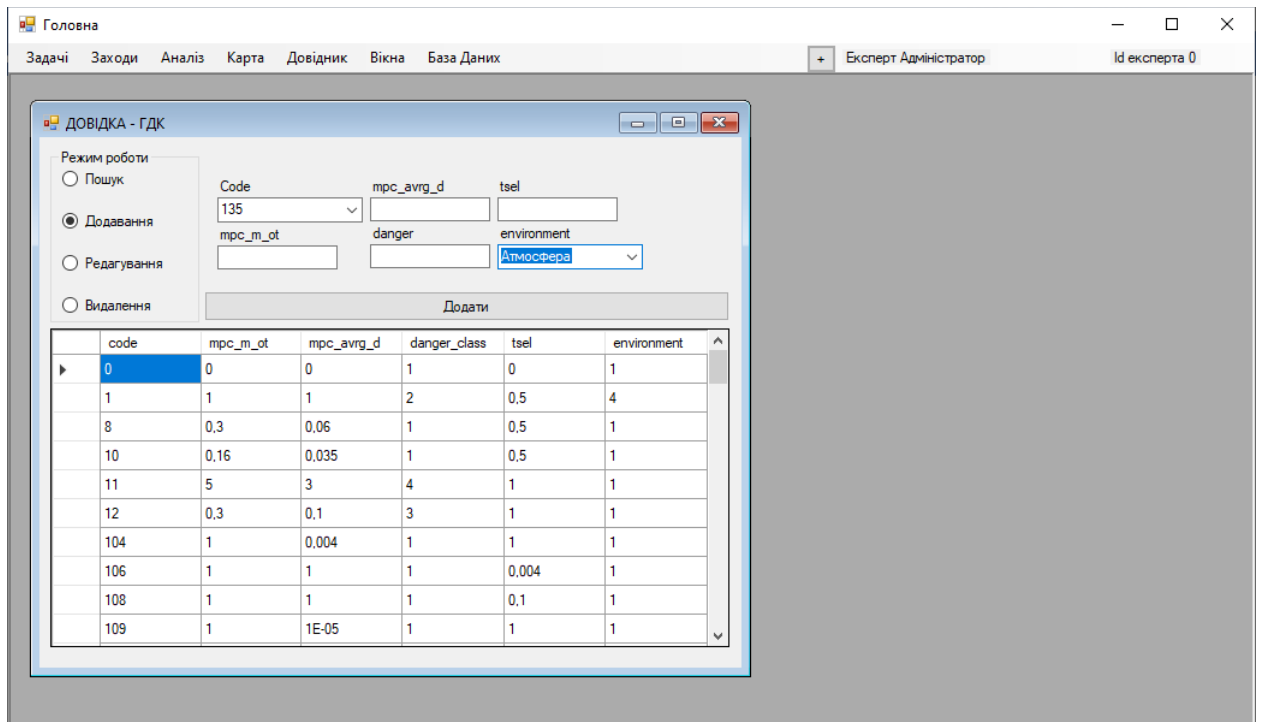 Головна
Задачі Заходи Аналіз Карта Довідник Вікна База Даних + Експерт Адміністратор Id експерта 0
ДОВІДКА - ГДК
Режим роботи
Пошук
Додавання
Редагування
Видалення
Code mpc_avrg_d tsel
135
mpc_m_ot danger environment
Атмосфера
Додати
code mpc_m_ot mpc_avrg_d danger_class tsel environment
0 0 0 1 0 1
1 1 1 2 0,5 4
8 0,3 0,06 1 0,5 1
10 0,16 0,035 1 0,5 1
11 5 3 4 1 1
12 0,3 0,1 3 1 1
104 1 0,004 1 1 1
106 1 1 1 0,004 1
108 1 1 1 0,1 1
109 1 1E-05 1 1 1